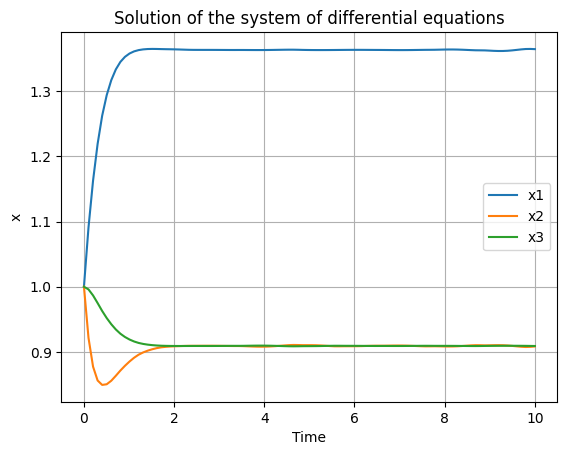 Solution of the system of differential equations
x
1.3
1.2
1.1
1.0
0.9
x1
x2
x3
0
2
4
6
8
10
Time